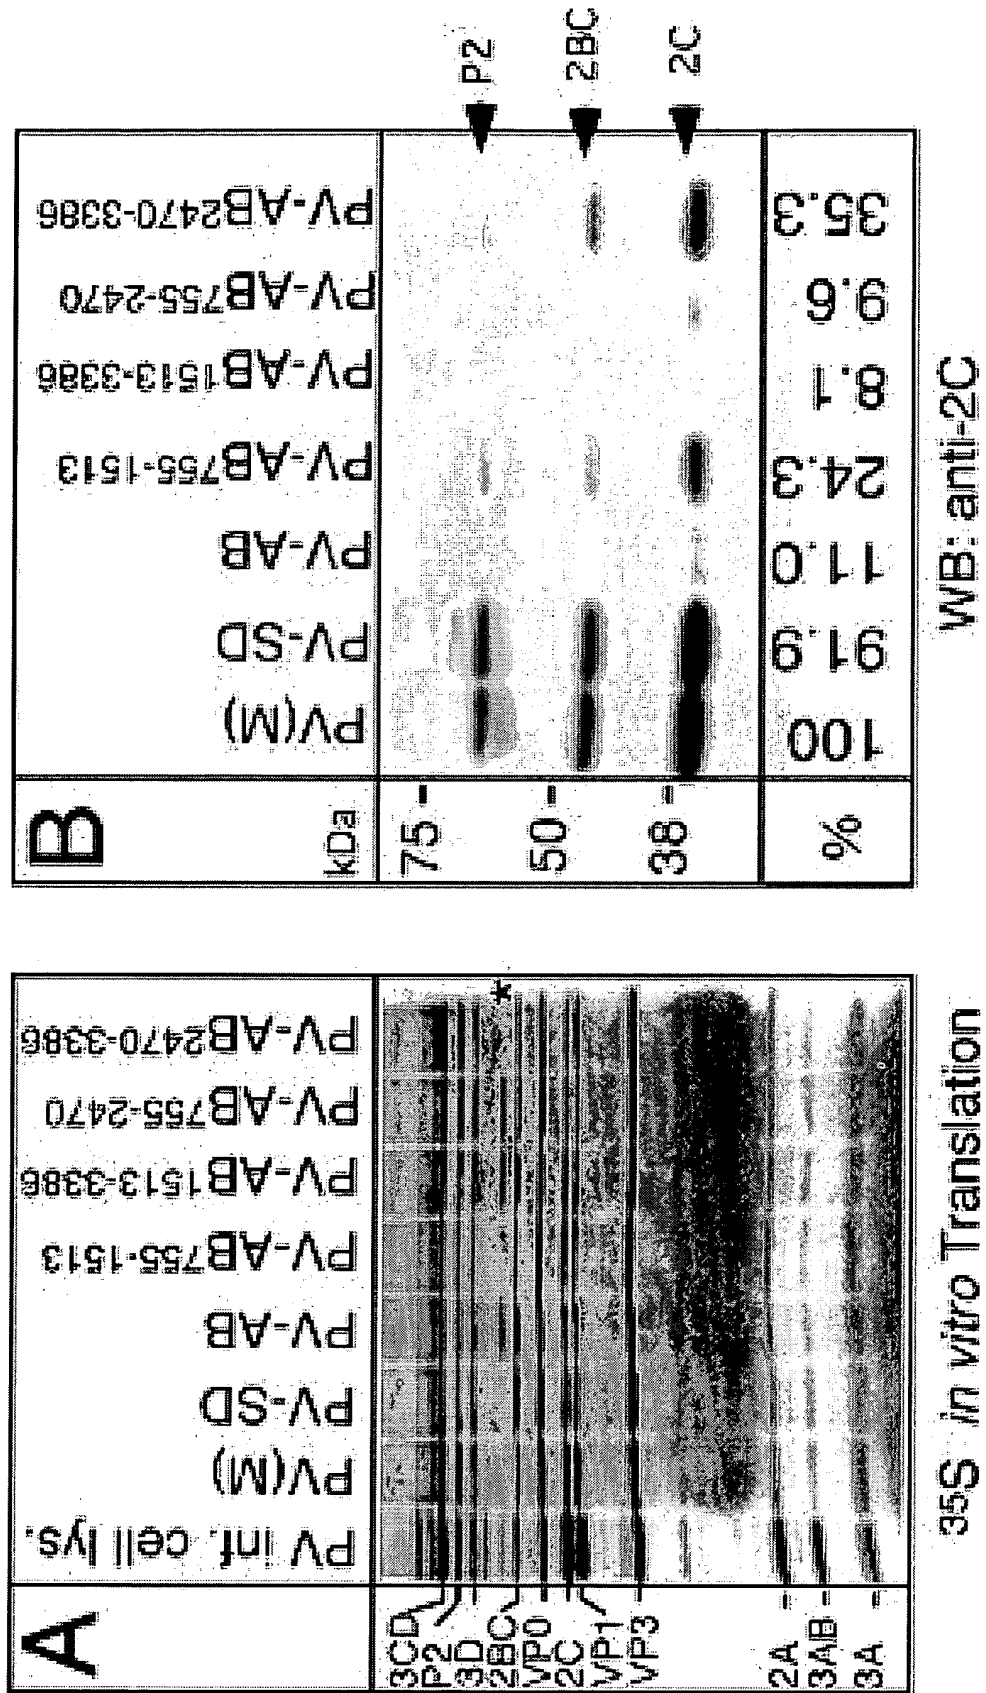 A
PV inf. cell lys.
PV(M)
PV-SD
PV-AB
PV-AB755-1513
PV-AB1513-3386
PV-AB755-2470
PV-AB2470-3386
3CD
P2
3D
2BC
VP0
2C
VP1
VP3
2A
3AB
3A
*
35S in vitro Translation
B
kDa
PV(M)
PV-SD
PV-AB
PV-AB755-1513
PV-AB1513-3386
PV-AB755-2470
PV-AB2470-3386
75
50
38
P2
2BC
2C
% 100 91.9 11.0 24.3 8.1 9.6 35.3
WB: anti-2C